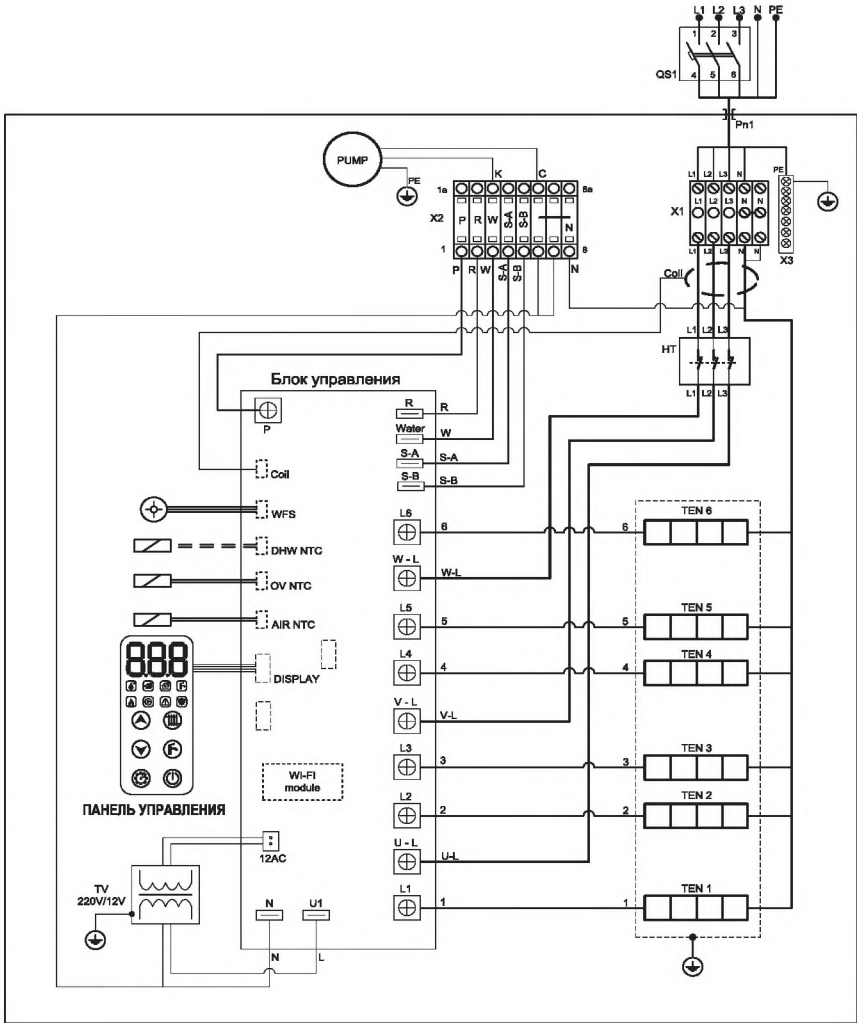 L1 L2 L3 N PE
1 2 3
QS1
4 5 6
Pn1
PUMP
PE
K C
1a 8a
X2
P R W S-A S-B N
1 8
P R W S-A S-B N
L1 L2 L3 N
PE
L1 L2 L3 N N
X1
X3
L1 L2 L3 N N
Coil
L1 L2 L3
HT
L1 L2 L3
Блок управления
P
R R
Water W
S-A S-A
S-B S-B
Coil
WFS
DHW NTC
OV NTC
AIR NTC
DISPLAY
888
WI-FI
module
ПАНЕЛЬ УПРАВЛЕНИЯ
12AC
TV
220V/12V
N U1
N L
L6 6 6 TEN 6
W - L W-L
L5 5 5 TEN 5
L4 4 4 TEN 4
V - L V-L
L3 3 3 TEN 3
L2 2 2 TEN 2
U - L U-L
L1 1 1 TEN 1